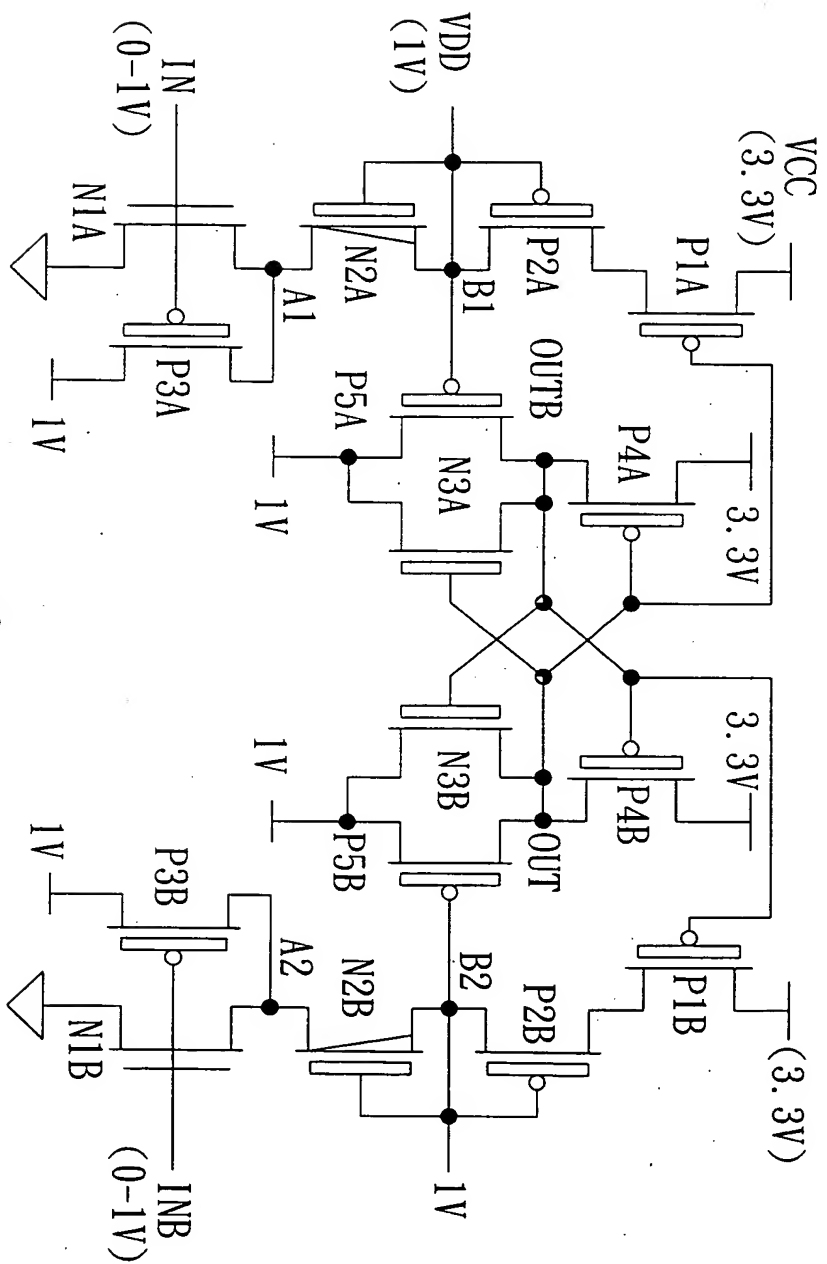 VCC
(3.3V)
P1A
P4A
3.3V
3.3V
P4B
P1B
(3.3V)
VDD
(1V)
P2A
B1
OUTB
OUT
B2
P2B
1V
N2A
P5A
N3A
N3B
P5B
N2B
IN
(0-1V)
N1A
A1
P3A
1V
1V
1V
1V
P3B
A2
N1B
INB
(0-1V)